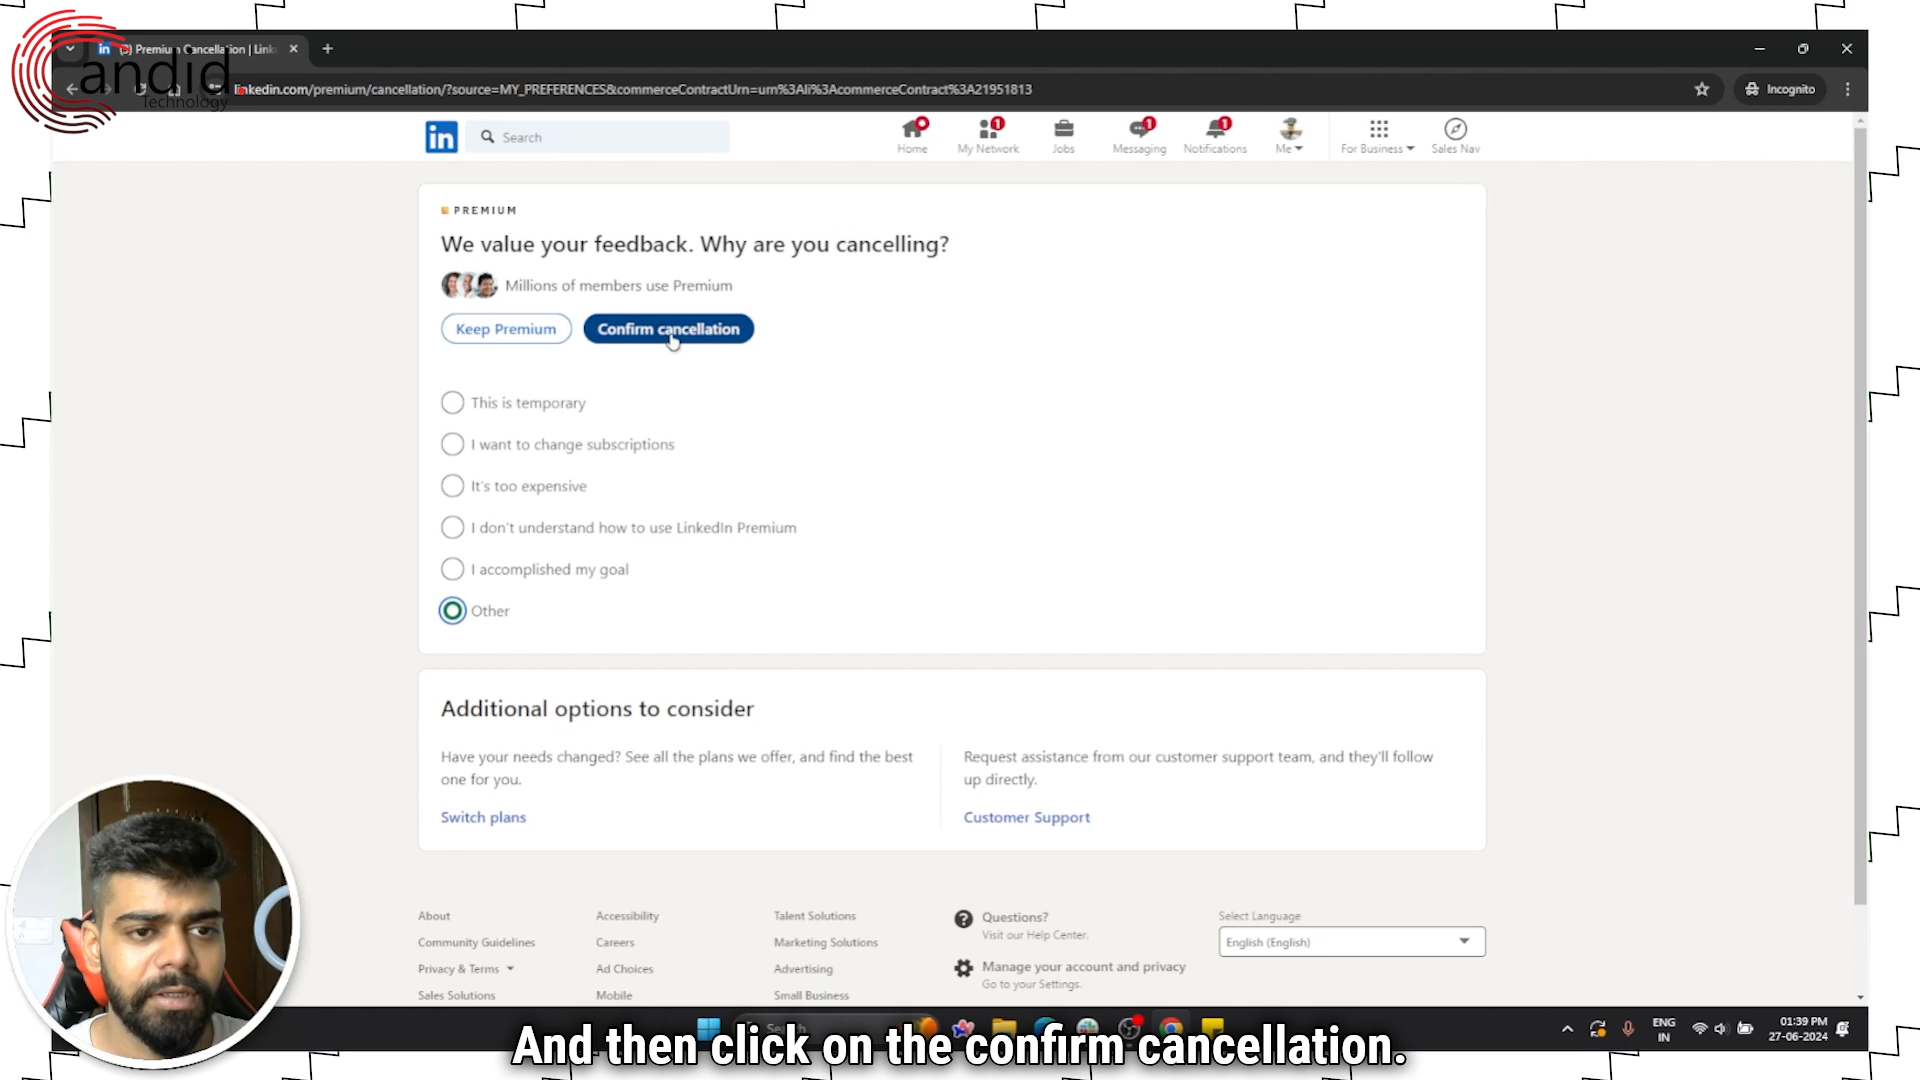 Candid
Technology
(3) Premium Cancellation | Link
linkedin.com/premium/cancellation/?source=MY_PREFERENCES&commerceContractUrn=urn%3Ali%3AcommerceContract%3A21951813
Incognito
in
Search
Home
1
My Network
Jobs
1
Messaging
1
Notifications
Me
For Business
Sales Nav
PREMIUM
We value your feedback. Why are you cancelling?
Millions of members use Premium
Keep Premium
Confirm cancellation
This is temporary
I want to change subscriptions
It's too expensive
I don't understand how to use LinkedIn Premium
I accomplished my goal
Other
Additional options to consider
Have your needs changed? See all the plans we offer, and find the best
one for you.
Switch plans
Request assistance from our customer support team, and they'll follow
up directly.
Customer Support
About
Community Guidelines
Privacy & Terms
Sales Solutions
Accessibility
Careers
Ad Choices
Mobile
Talent Solutions
Marketing Solutions
Advertising
Small Business
Questions?
Visit our Help Center.
Manage your account and privacy
Go to your Settings.
Select Language
English (English)
Search
ENG
IN
01:39 PM
27-06-2024
And then click on the confirm cancellation.